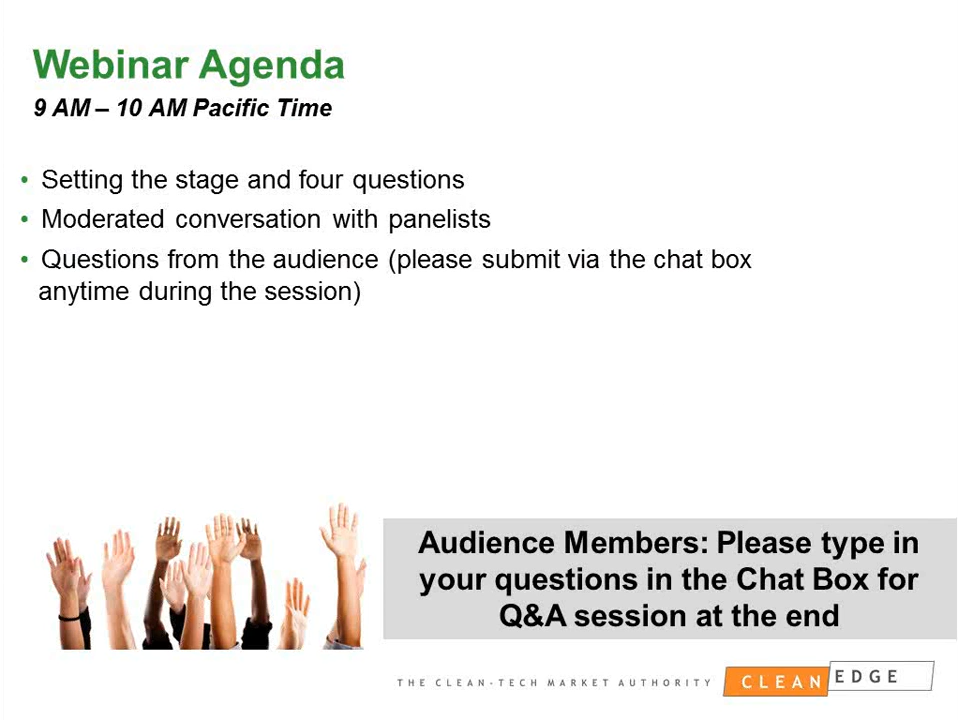 Webinar Agenda
9 AM – 10 AM Pacific Time
• Setting the stage and four questions
• Moderated conversation with panelists
• Questions from the audience (please submit via the chat box
anytime during the session)
Audience Members: Please type in
your questions in the Chat Box for
Q&A session at the end
THE CLEAN-TECH MARKET AUTHORITY
CLEAN EDGE